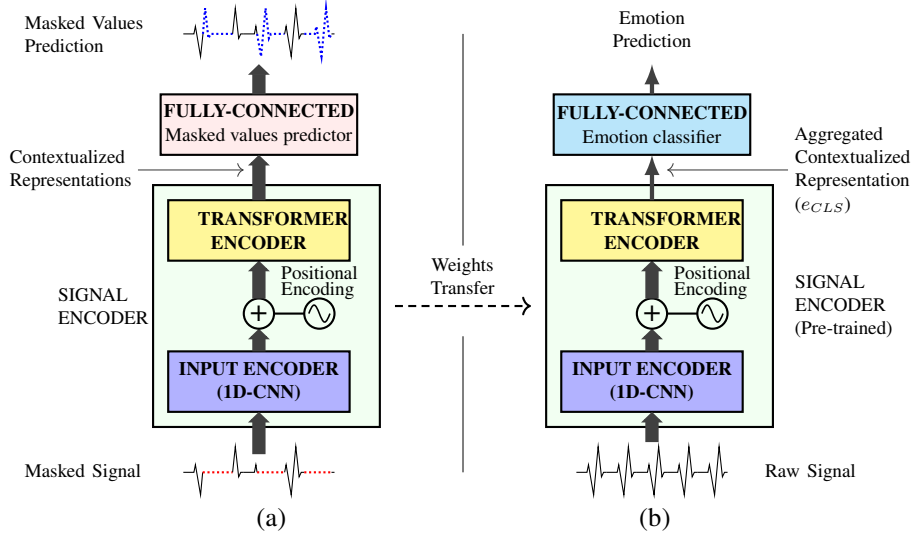 Masked Values
Prediction
FULLY-CONNECTED
Masked values predictor
Contextualized
Representations
TRANSFORMER
ENCODER
Positional
Encoding
+
SIGNAL
ENCODER
INPUT ENCODER
(1D-CNN)
Masked Signal
(a)
Weights
Transfer
Emotion
Prediction
FULLY-CONNECTED
Emotion classifier
Aggregated
Contextualized
Representation
(e_{CLS})
TRANSFORMER
ENCODER
Positional
Encoding
+
SIGNAL
ENCODER
(Pre-trained)
INPUT ENCODER
(1D-CNN)
Raw Signal
(b)